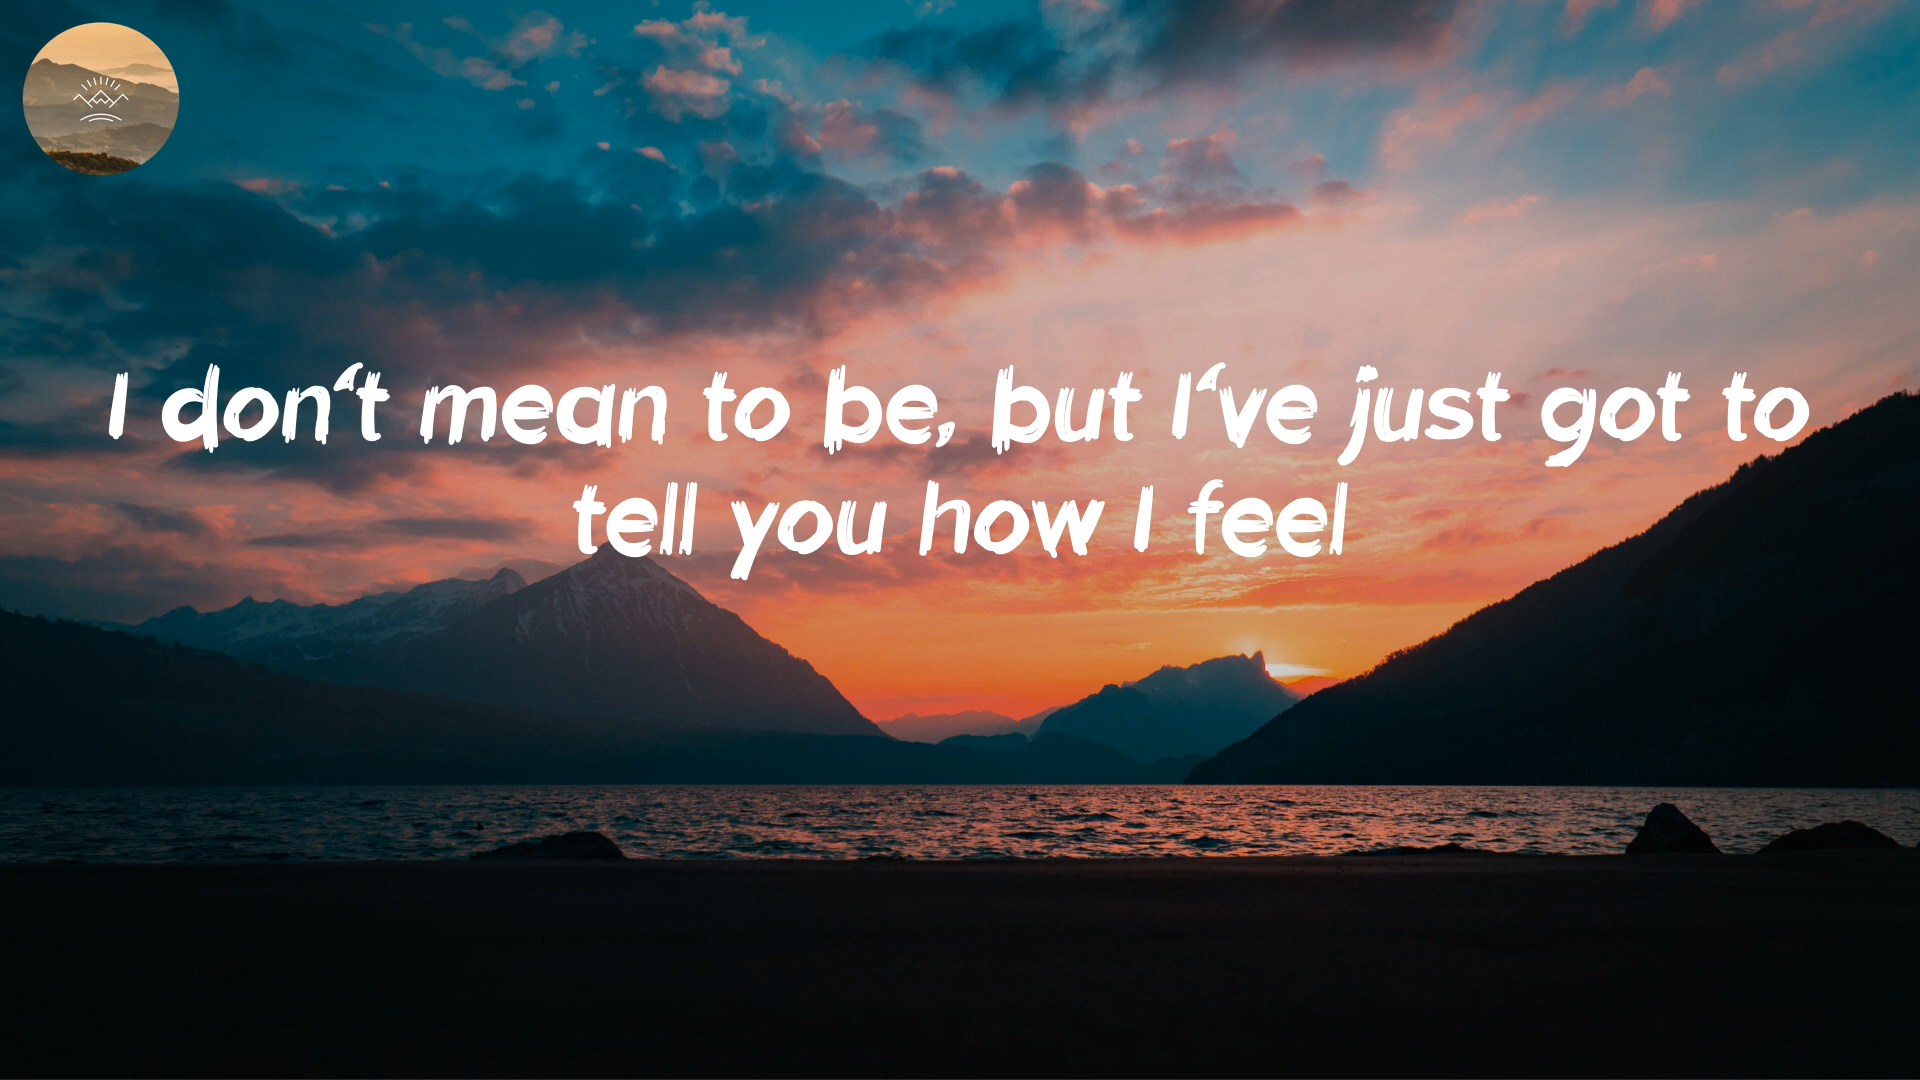 I don‘t mean to be, but I‘ve just got to
tell you how I feel